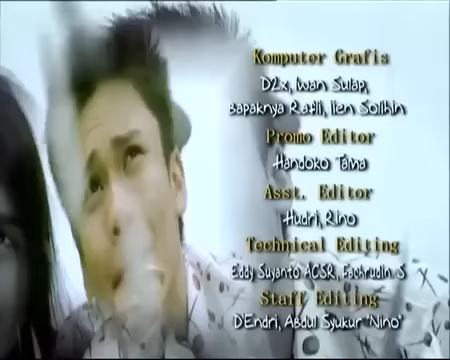 Komputer Grafis
D2x, Iwan Sulap,
Bapaknya Rafli, Ilen Solihin
Promo Editor
Handoko Tama
Asst. Editor
Hudri, Rino
Technical Editing
Eddy Suyanto ACSR, Fachrudin. S
Staff Editing
D'Endri, Abdul Syukur "Nino"